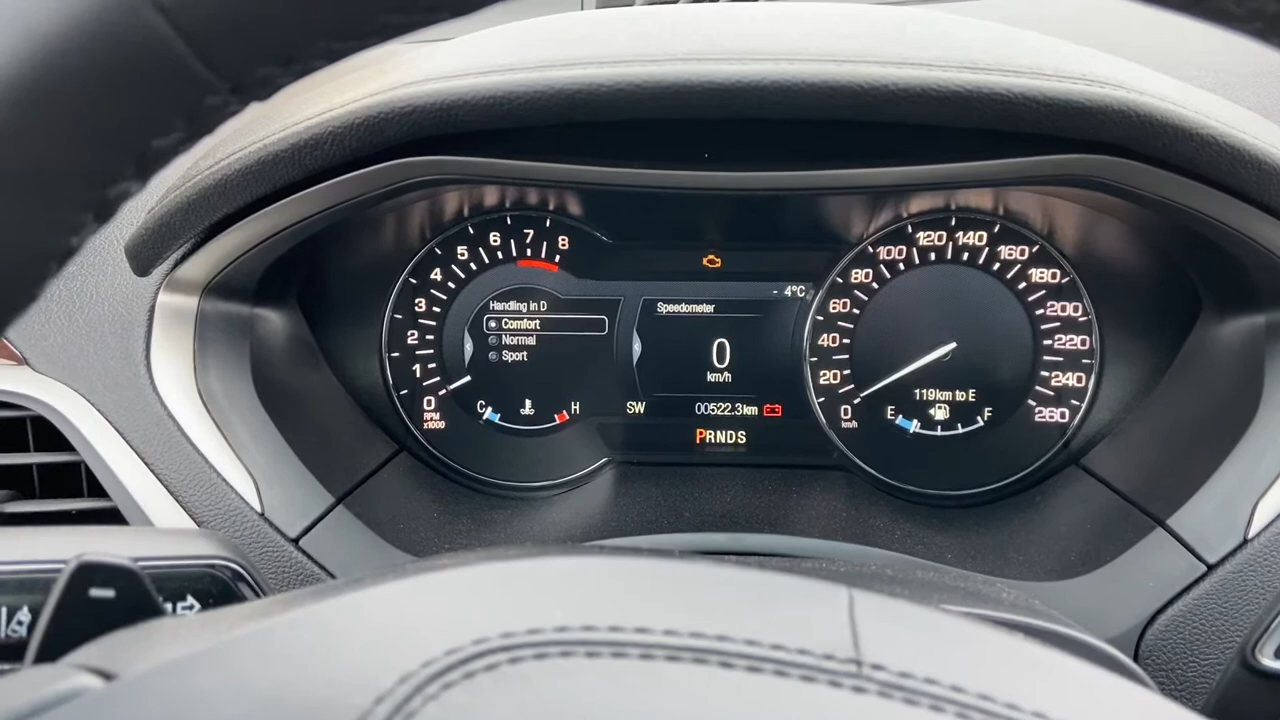 8
7
6
5
4
3
2
1
0
RPM
x1000
Handling in D
Comfort
Normal
Sport
C
H
- 4°C
Speedometer
0
km/h
SW
00522.3km
PRNDS
0
20
40
60
80
100
120
140
160
180
200
220
240
260
km/h
119km to E
E
F